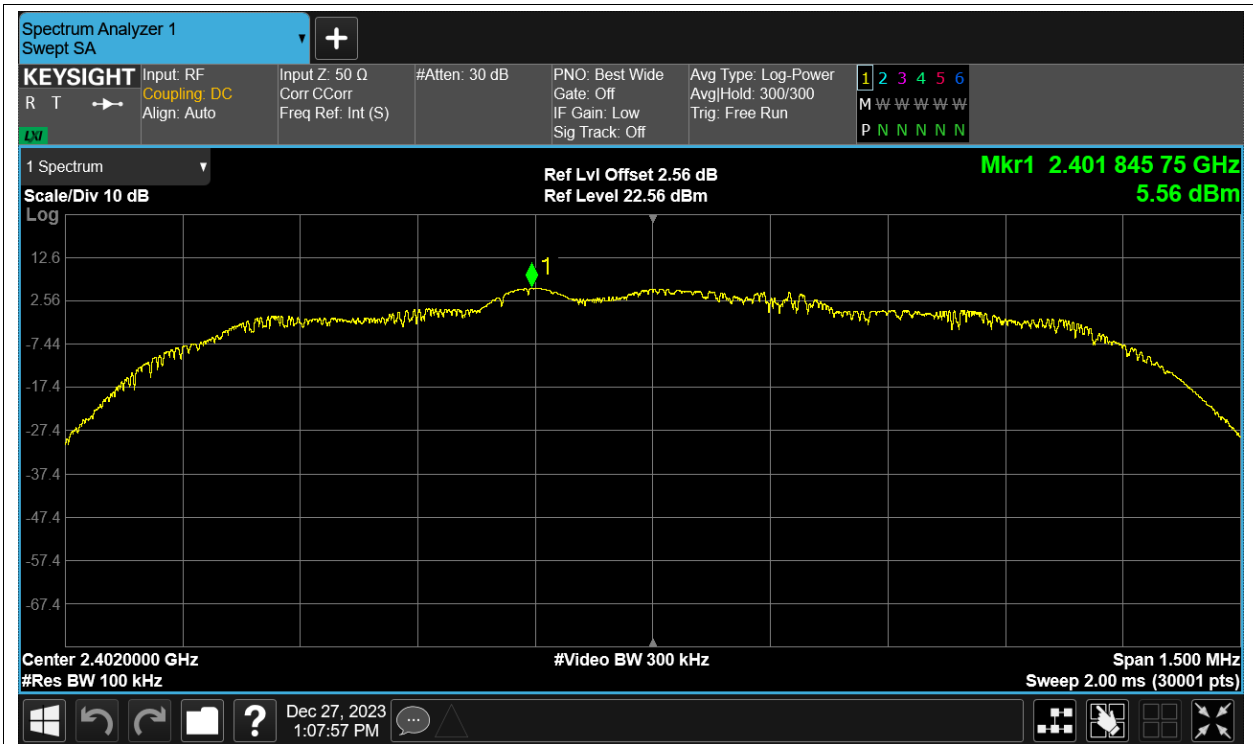 Spectrum Analyzer 1
Swept SA
KEYSIGHT
R T
LXI
Input: RF
Coupling: DC
Align: Auto
Input Z: 50 Ω
Corr CCorr
Freq Ref: Int (S)
#Atten: 30 dB
PNO: Best Wide
Gate: Off
IF Gain: Low
Sig Track: Off
Avg Type: Log-Power
Avg|Hold: 300/300
Trig: Free Run
1 2 3 4 5 6
M W W W W W
P N N N N N
1 Spectrum
Scale/Div 10 dB
Log
Ref Lvl Offset 2.56 dB
Ref Level 22.56 dBm
Mkr1 2.401 845 75 GHz
5.56 dBm
1
12.6
2.56
-7.44
-17.4
-27.4
-37.4
-47.4
-57.4
-67.4
Center 2.4020000 GHz
#Res BW 100 kHz
#Video BW 300 kHz
Span 1.500 MHz
Sweep 2.00 ms (30001 pts)
?
Dec 27, 2023
1:07:57 PM